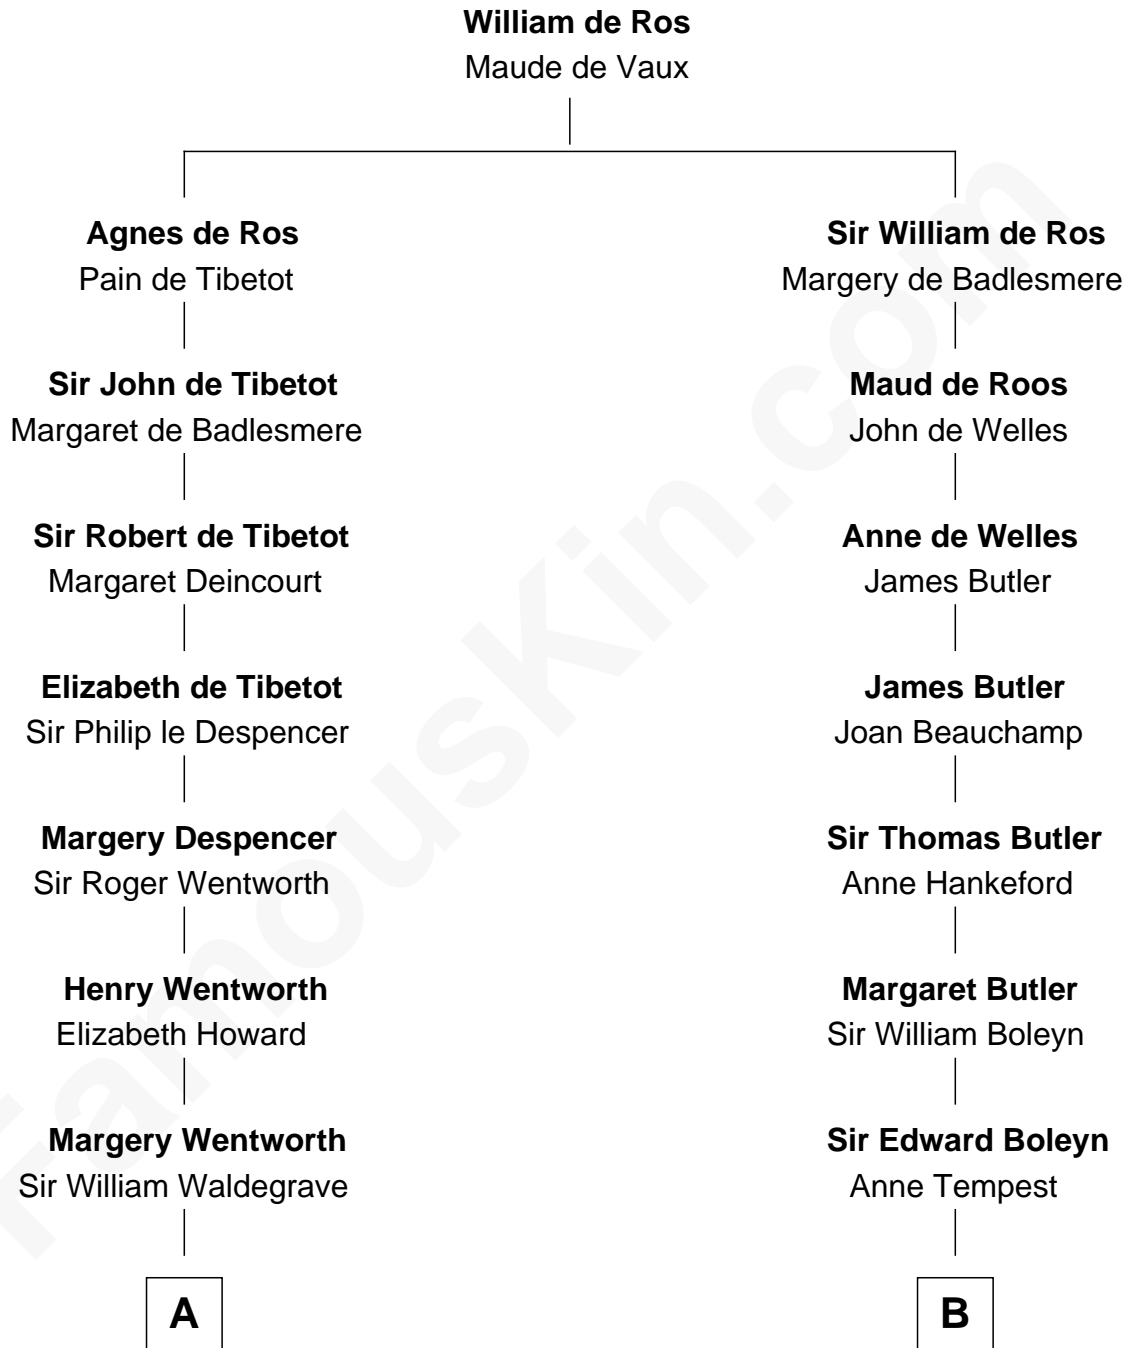 William de Ros
Maude de Vaux
Agnes de Ros
Pain de Tibetot
Sir William de Ros
Margery de Badlesmere
Sir John de Tibetot
Margaret de Badlesmere
Maud de Roos
John de Welles
Sir Robert de Tibetot
Margaret Deincourt
Anne de Welles
James Butler
Elizabeth de Tibetot
Sir Philip le Despencer
James Butler
Joan Beauchamp
Margery Despencer
Sir Roger Wentworth
Sir Thomas Butler
Anne Hankeford
Henry Wentworth
Elizabeth Howard
Margaret Butler
Sir William Boleyn
Margery Wentworth
Sir William Waldegrave
Sir Edward Boleyn
Anne Tempest
A
B
FamousKin.com